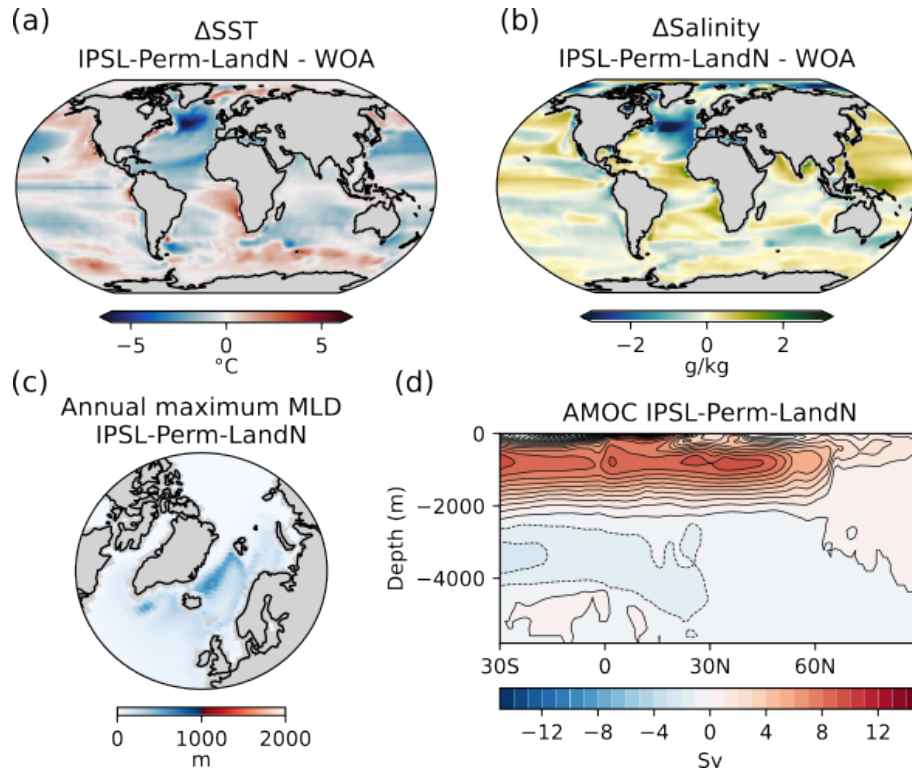 (a)
ΔSST
IPSL-Perm-LandN - WOA
−5 0 5
°C
(b)
ΔSalinity
IPSL-Perm-LandN - WOA
−2 0 2
g/kg
(c)
Annual maximum MLD
IPSL-Perm-LandN
0 1000 2000
m
(d)
AMOC IPSL-Perm-LandN
0
−2000
−4000
Depth (m)
30S 0 30N 60N
−12 −8 −4 0 4 8 12
Sv